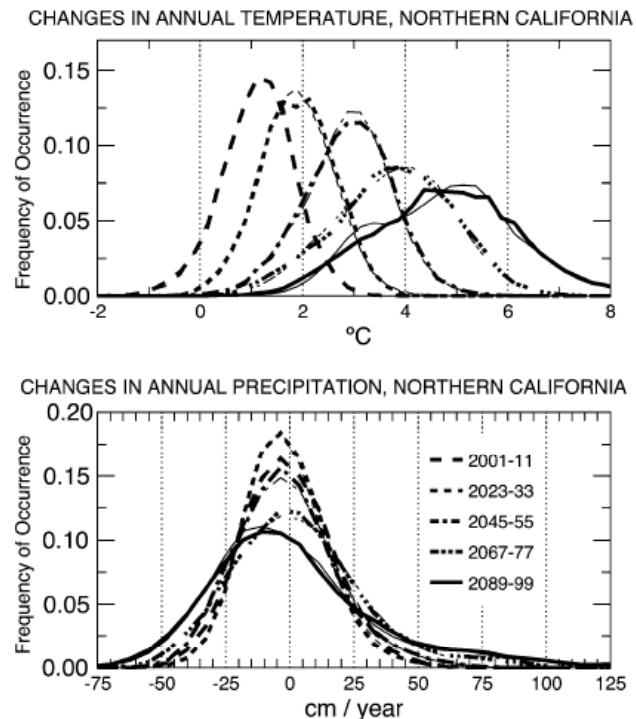 CHANGES IN ANNUAL TEMPERATURE, NORTHERN CALIFORNIA
Frequency of Occurrence
0.15
0.10
0.05
0.00
-2 0 2 4 6 8
ºC
CHANGES IN ANNUAL PRECIPITATION, NORTHERN CALIFORNIA
Frequency of Occurrence
0.20
0.15
0.10
0.05
0.00
2001-11
2023-33
2045-55
2067-77
2089-99
-75 -50 -25 0 25 50 75 100 125
cm / year